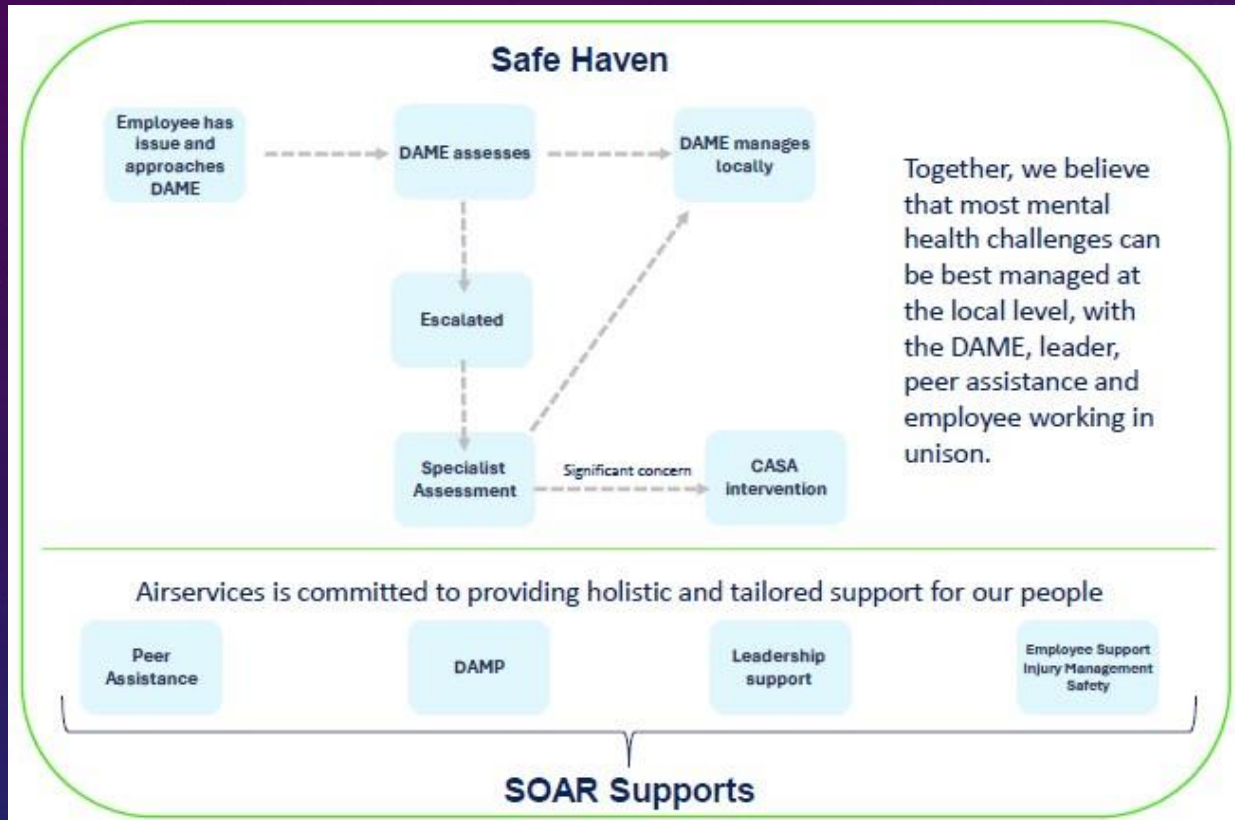 Safe Haven
Employee has
issue and
approaches
DAME
DAME assesses
DAME manages
locally
Together, we believe
that most mental
health challenges can
be best managed at
the local level, with
the DAME, leader,
peer assistance and
employee working in
unison.
Escalated
Specialist
Assessment
Significant concern
CASA
intervention
Airservices is committed to providing holistic and tailored support for our people
Peer
Assistance
DAMP
Leadership
support
Employee Support
Injury Management
Safety
SOAR Supports